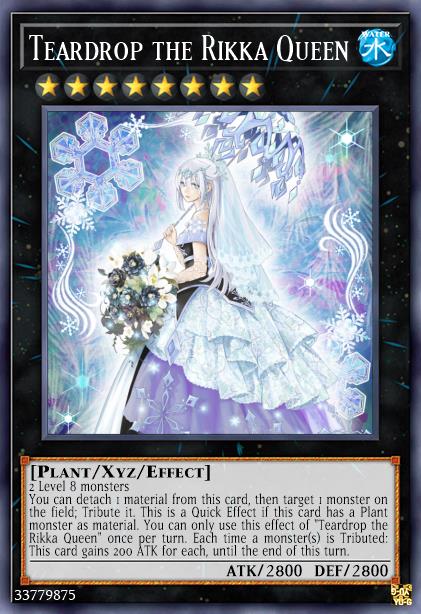 Teardrop the Rikka Queen
WATER
水
[Plant/Xyz/Effect]
2 Level 8 monsters
You can detach 1 material from this card, then target 1 monster on
the field; Tribute it. This is a Quick Effect if this card has a Plant
monster as material. You can only use this effect of "Teardrop the
Rikka Queen" once per turn. Each time a monster(s) is Tributed:
This card gains 200 ATK for each, until the end of this turn.
ATK/2800 DEF/2800
33779875